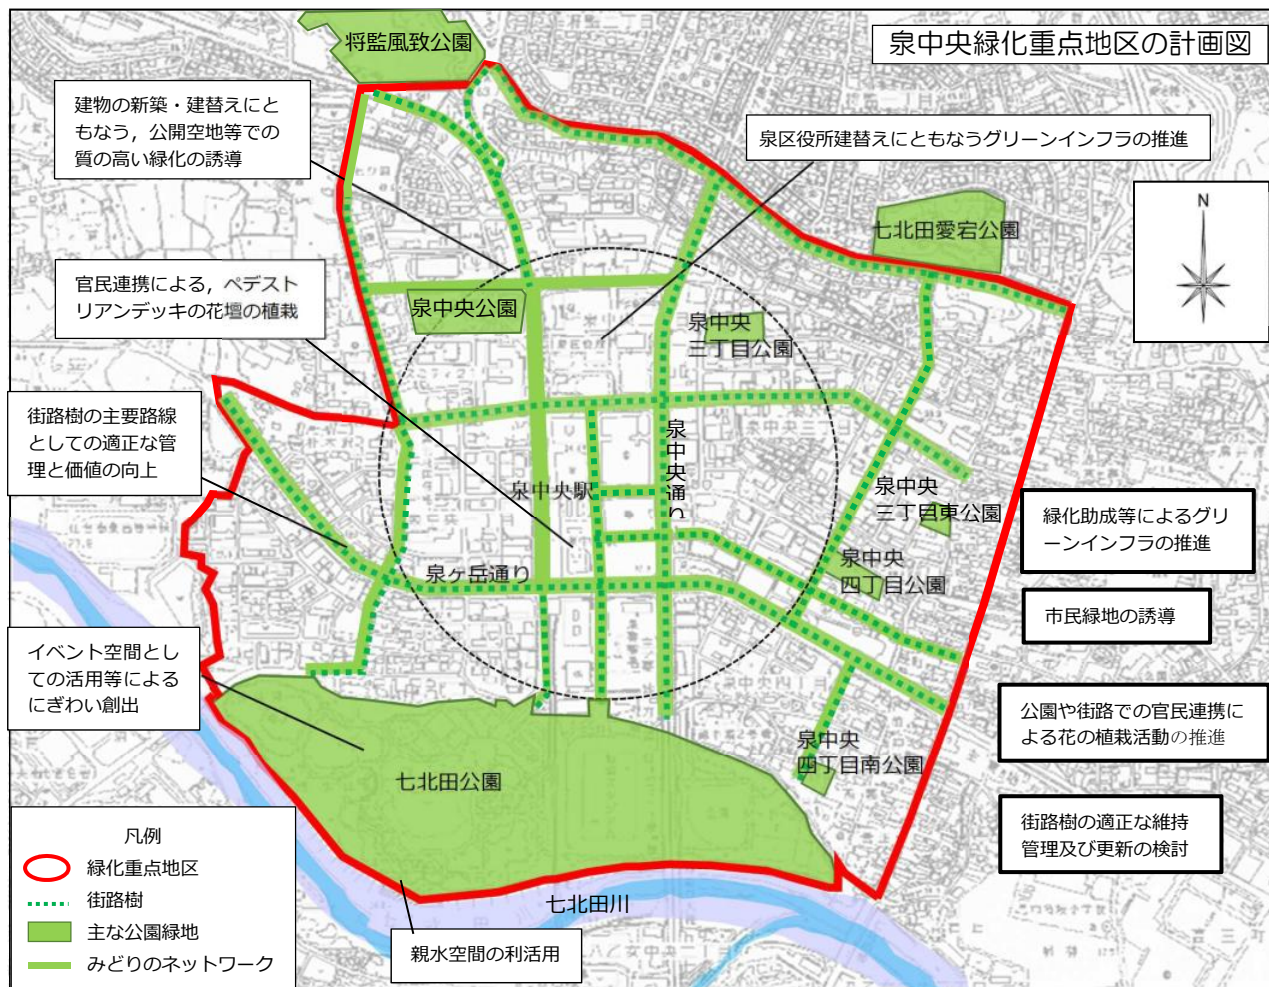 泉中央緑化重点地区の計画図
将監風致公園
建物の新築・建替えにと
もなう，公開空地等での
質の高い緑化の誘導
泉区役所建替えにともなうグリーンインフラの推進
N
七北田愛宕公園
官民連携による，ペデスト
リアンデッキの花壇の植栽
泉中央公園
泉中央
三丁目公園
街路樹の主要路線
としての適正な管
理と価値の向上
泉中央通り
泉中央駅
泉中央
三丁目東公園
緑化助成等によるグリ
ーンインフラの推進
泉ヶ岳通り
泉中央
四丁目公園
市民緑地の誘導
イベント空間とし
ての活用等による
にぎわい創出
公園や街路での官民連携に
よる花の植栽活動の推進
泉中央
四丁目南公園
七北田公園
街路樹の適正な維持
管理及び更新の検討
凡例
緑化重点地区
街路樹
主な公園緑地
みどりのネットワーク
七北田川
親水空間の利活用